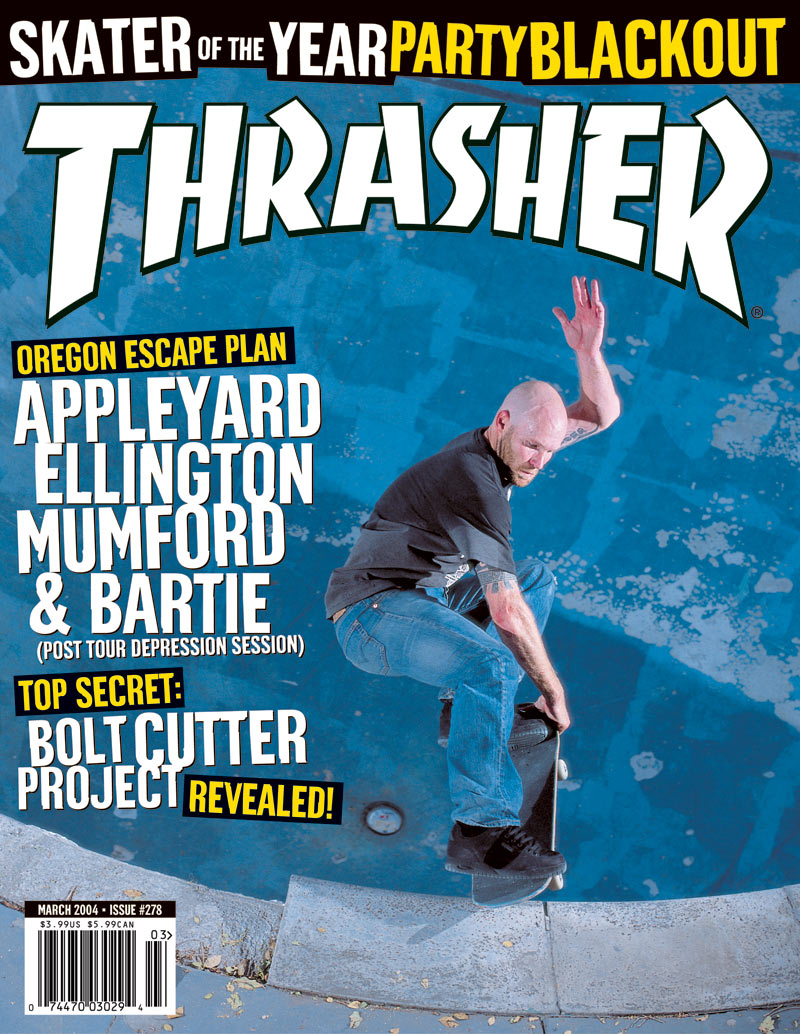 SKATER OF THE YEAR PARTY BLACKOUT
THRASHER
®
OREGON ESCAPE PLAN
APPLEYARD
ELLINGTON
MUMFORD
& BARTIE
(POST TOUR DEPRESSION SESSION)
TOP SECRET:
BOLT CUTTER
PROJECT REVEALED!
MARCH 2004 • ISSUE #278
$3.99US $5.99CAN
03>
0 74470 03029 4